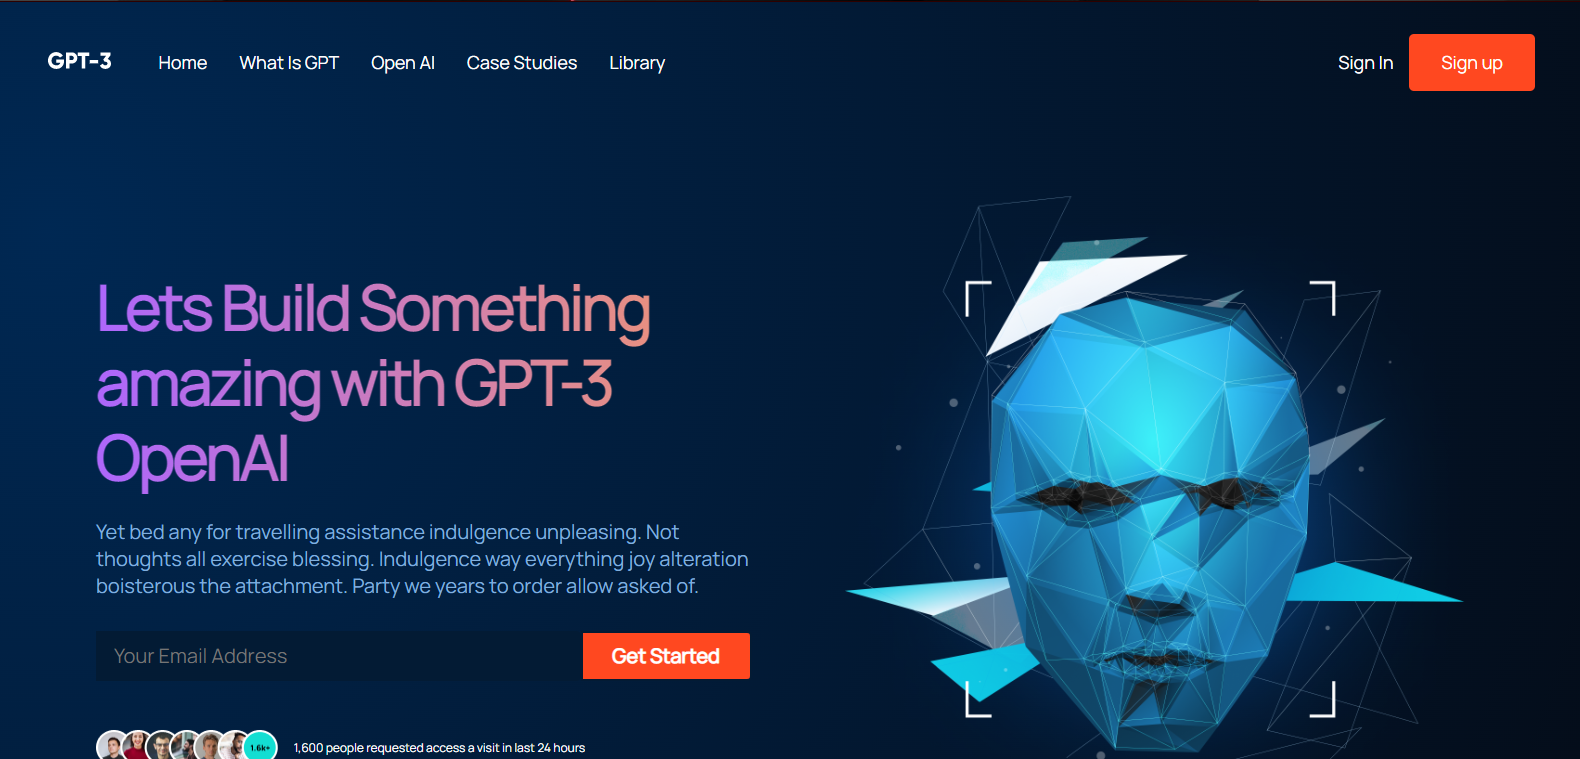 GPT-3 Home What Is GPT Open AI Case Studies Library Sign In Sign up
Lets Build Something
amazing with GPT-3
OpenAI
Yet bed any for travelling assistance indulgence unpleasing. Not
thoughts all exercise blessing. Indulgence way everything joy alteration
boisterous the attachment. Party we years to order allow asked of.
Your Email Address Get Started
1.6k+ 1,600 people requested access a visit in last 24 hours